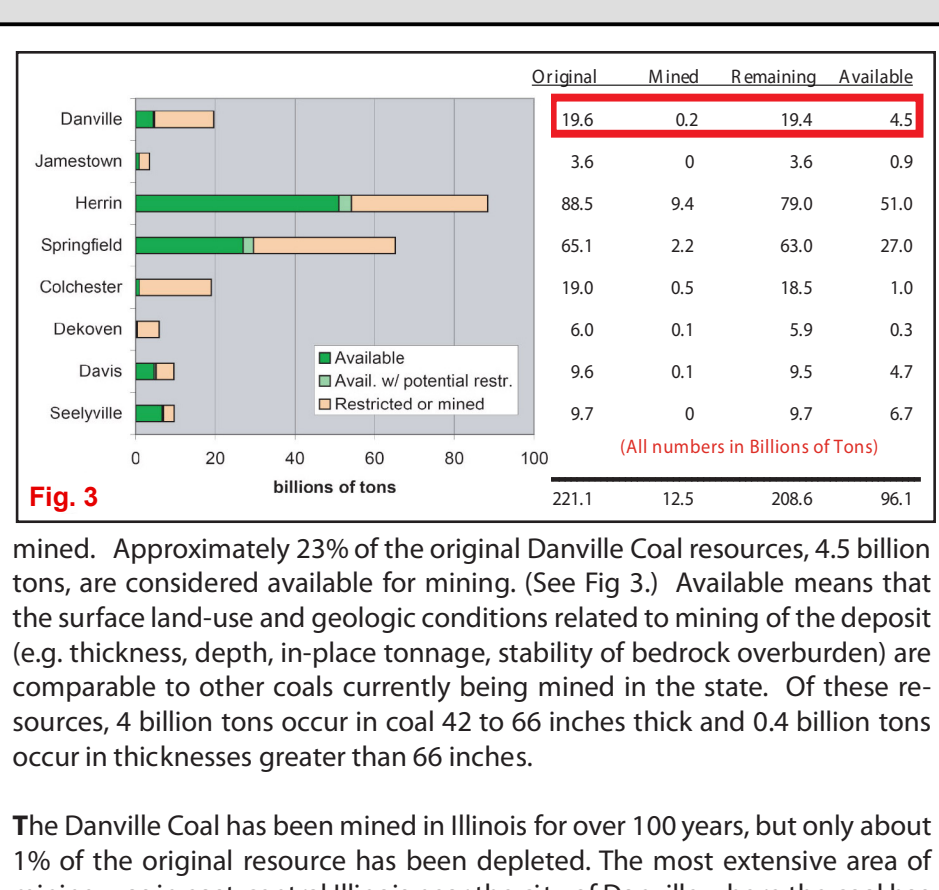 Original Mined Remaining Available
Danville 19.6 0.2 19.4 4.5
Jamestown 3.6 0 3.6 0.9
Herrin 88.5 9.4 79.0 51.0
Springfield 65.1 2.2 63.0 27.0
Colchester 19.0 0.5 18.5 1.0
Dekoven 6.0 0.1 5.9 0.3
Available
Davis 9.6 0.1 9.5 4.7
Avail. w/ potential restr.
Restricted or mined
Seelyville 9.7 0 9.7 6.7
(All numbers in Billions of Tons)
0 20 40 60 80 100
billions of tons
Fig. 3 221.1 12.5 208.6 96.1
mined. Approximately 23% of the original Danville Coal resources, 4.5 billion
tons, are considered available for mining. (See Fig 3.) Available means that
the surface land-use and geologic conditions related to mining of the deposit
(e.g. thickness, depth, in-place tonnage, stability of bedrock overburden) are
comparable to other coals currently being mined in the state. Of these re-
sources, 4 billion tons occur in coal 42 to 66 inches thick and 0.4 billion tons
occur in thicknesses greater than 66 inches.
The Danville Coal has been mined in Illinois for over 100 years, but only about
1% of the original resource has been depleted. The most extensive area of